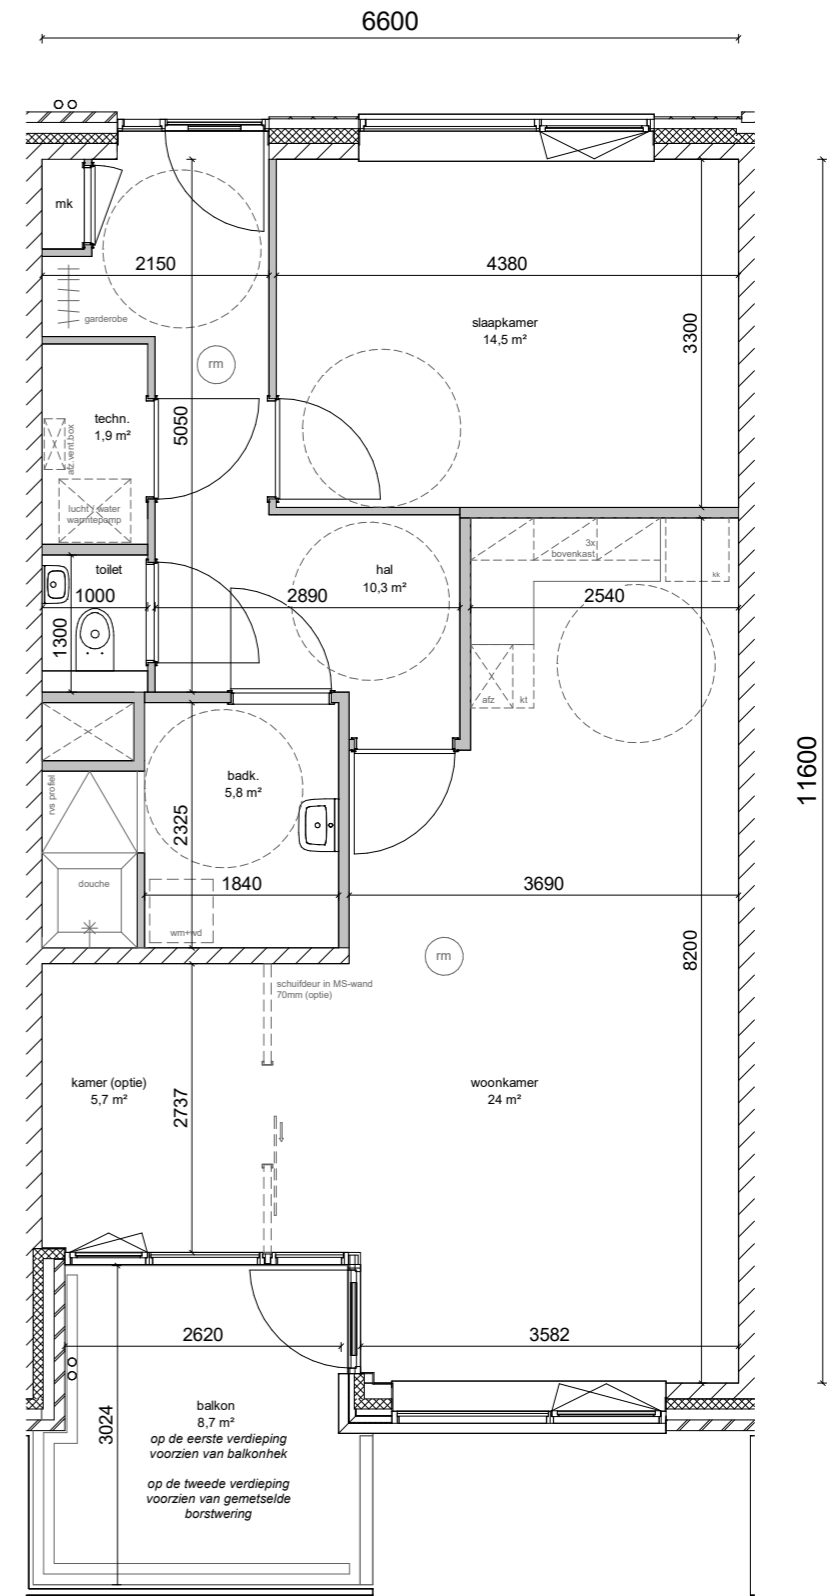 6600
mk
2150
4380
garderobe
slaapkamer
14,5 m²
3300
rm
techn.
1,9 m²
5050
afz.vent.box
lucht / water
warmtepomp
3x
bovenkast
kk
toilet
hal
10,3 m²
1000
2890
2540
1300
afz
kt
11600
rvs profiel
badk.
5,8 m²
2325
douche
1840
3690
wm+wd
8200
rm
schuifdeur in MS-wand
70mm (optie)
kamer (optie)
5,7 m²
woonkamer
24 m²
2737
2620
3582
3024
balkon
8,7 m²
op de eerste verdieping
voorzien van balkonhek
op de tweede verdieping
voorzien van gemetselde
borstwering